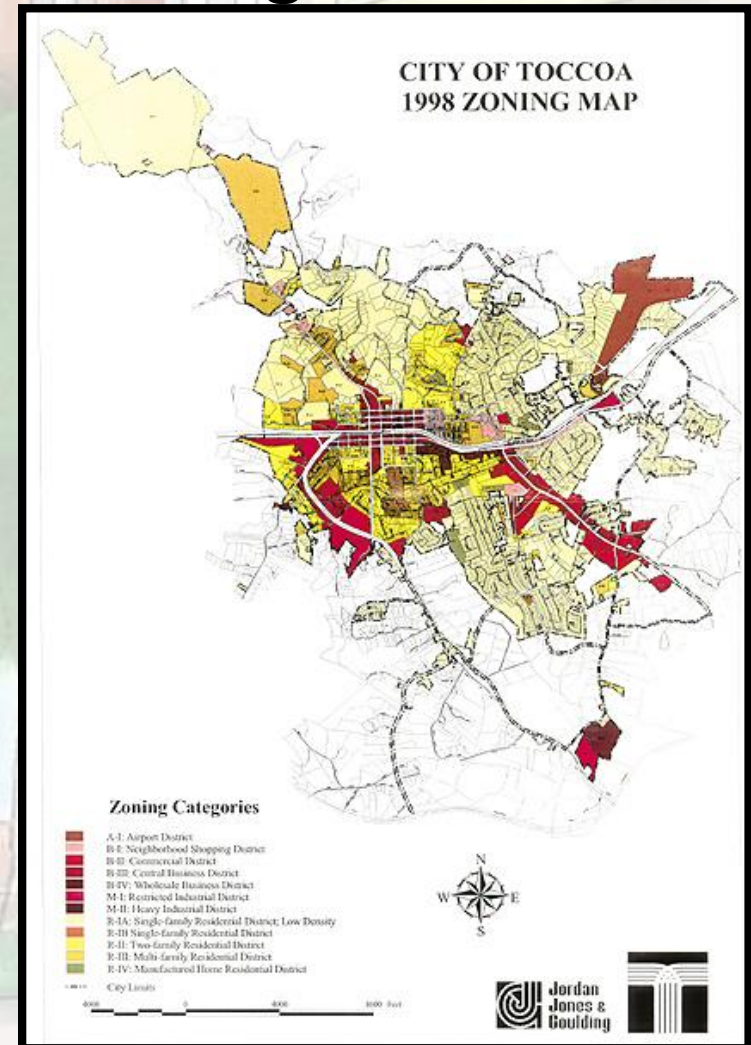 CITY OF TOCCOA
1998 ZONING MAP
Zoning Categories
A-I: Airport District
B-I: Neighborhood Shopping District
B-II: Commercial District
B-III: Central Business District
B-IV: Wholesale Business District
M-I: Restricted Industrial District
M-II: Heavy Industrial District
R-IA: Single-family Residential District; Low Density
R-IB Single-family Residential District
R-II: Two-family Residential District
R-III: Multi-family Residential District
R-IV: Manufactured Home Residential District
City Limits
0
4000
Feet
N
W E
S
Jordan
Jones &
Goulding